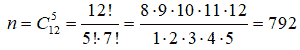 n = C₁₂⁵ = 12! / 5!·7! = 8·9·10·11·12 / 1·2·3·4·5 = 792